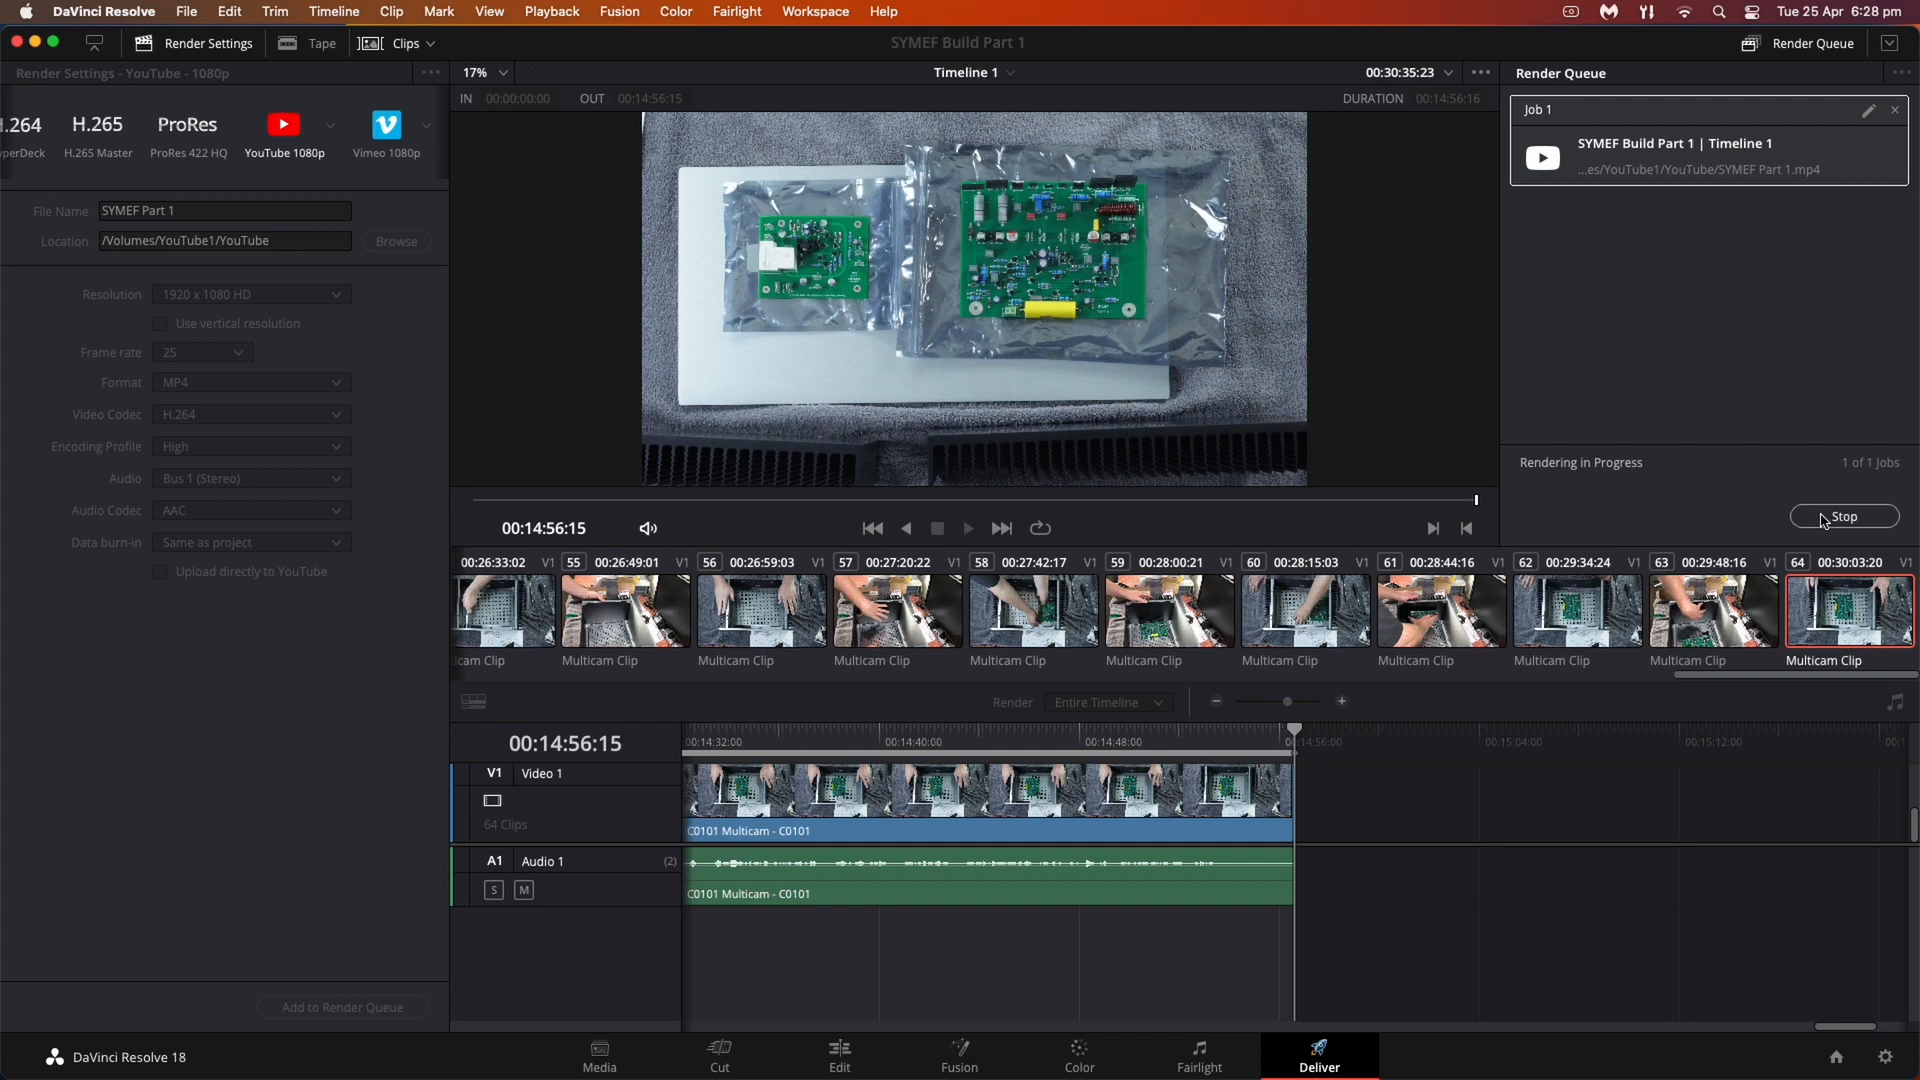 DaVinci Resolve File Edit Trim Timeline Clip Mark View Playback Fusion Color Fairlight Workspace Help Tue 25 Apr 6:28 pm
Render Settings Tape Clips SYMEF Build Part 1 Render Queue
Render Settings - YouTube - 1080p 17% Timeline 1 00:30:35:23 Render Queue
IN 00:00:00:00 OUT 00:14:56:15 DURATION 00:14:56:16
H.265 ProRes
H.265 Master ProRes 422 HQ YouTube 1080p Vimeo 1080p
Job 1
SYMEF Build Part 1 | Timeline 1
...es/YouTube1/YouTube/SYMEF Part 1.mp4
File Name SYMEF Part 1
Location /Volumes/YouTube1/YouTube Browse
Resolution 1920 x 1080 HD
Use vertical resolution
Frame rate 25
Format MP4
Video Codec H.264
Encoding Profile High
Audio Bus 1 (Stereo)
Audio Codec AAC
Data burn-in Same as project
Upload directly to YouTube
Add to Render Queue
Rendering in Progress 1 of 1 Jobs
Stop
00:14:56:15
00:26:33:02 V1 55 00:26:49:01 V1 56 00:26:59:03 V1 57 00:27:20:22 V1 58 00:27:42:17 V1 59 00:28:00:21 V1 60 00:28:15:03 V1 61 00:28:44:16 V1 62 00:29:34:24 V1 63 00:29:48:16 V1 64 00:30:03:20 V1
Clip Multicam Clip Multicam Clip Multicam Clip Multicam Clip Multicam Clip Multicam Clip Multicam Clip Multicam Clip Multicam Clip Multicam Clip
Render Entire Timeline
00:14:56:15 00:14:32:00 00:14:40:00 00:14:48:00 00:14:56:00 00:15:04:00 00:15:12:00
V1 Video 1
64 Clips
C0101 Multicam - C0101
A1 Audio 1 (2)
S M
C0101 Multicam - C0101
DaVinci Resolve 18 Media Cut Edit Fusion Color Fairlight Deliver